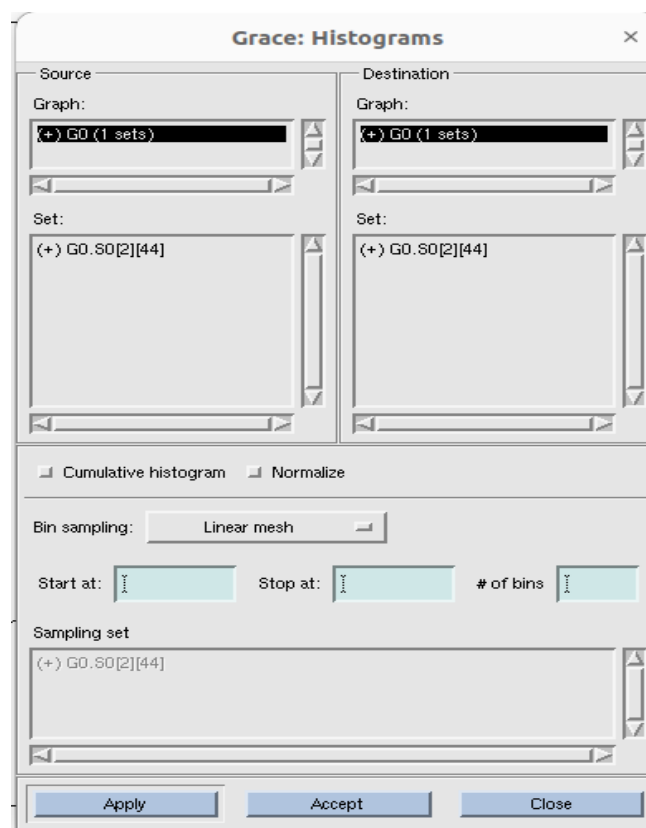 Grace: Histograms
Source
Destination
Graph:
Graph:
(+) G0 (1 sets)
(+) G0 (1 sets)
Set:
Set:
(+) G0.S0[2][44]
(+) G0.S0[2][44]
Cumulative histogram
Normalize
Bin sampling:
Linear mesh
Start at:
Stop at:
# of bins
Sampling set
(+) G0.S0[2][44]
Apply
Accept
Close